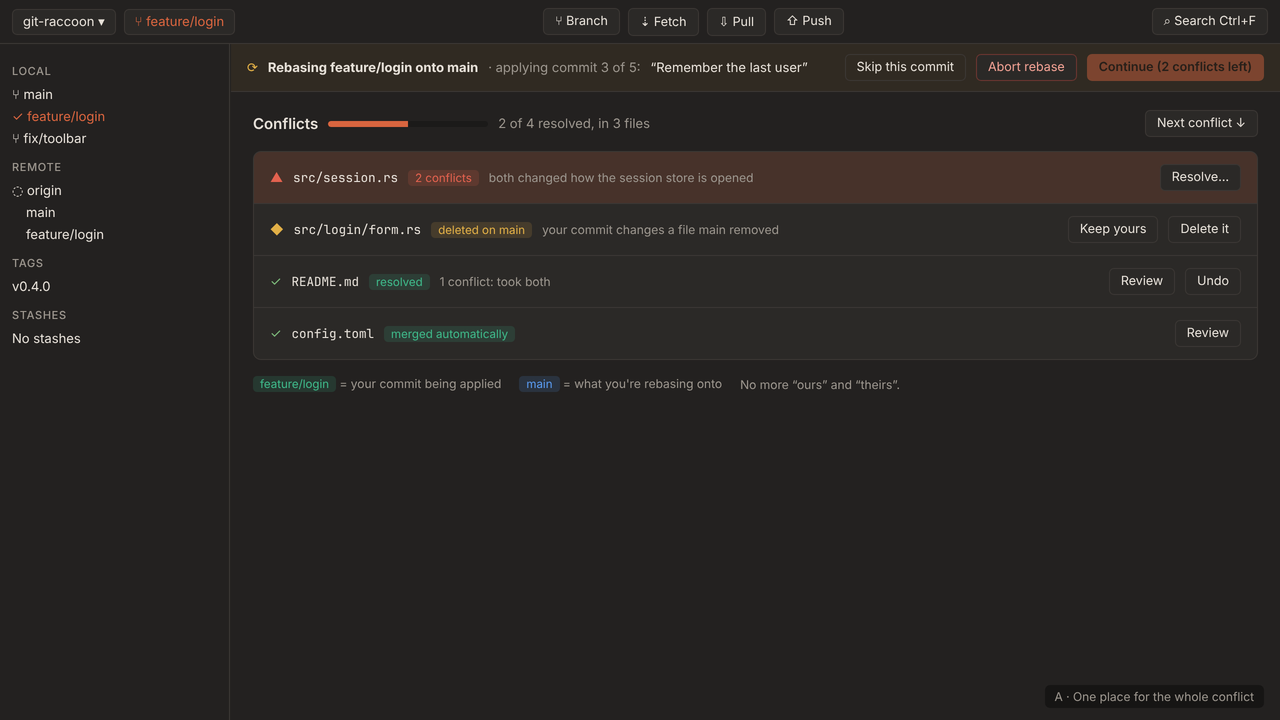 git-raccoon ▾
⑂ feature/login
⑂ Branch
⇣ Fetch
⇩ Pull
⇧ Push
⌕ Search Ctrl+F
LOCAL
⑂ main
✓ feature/login
⑂ fix/toolbar
REMOTE
◌ origin
main
feature/login
TAGS
v0.4.0
STASHES
No stashes
⟳ Rebasing feature/login onto main · applying commit 3 of 5: “Remember the last user”
Skip this commit
Abort rebase
Continue (2 conflicts left)
Conflicts
2 of 4 resolved, in 3 files
Next conflict ↓
▲ src/session.rs 2 conflicts both changed how the session store is opened
Resolve…
◆ src/login/form.rs deleted on main your commit changes a file main removed
Keep yours
Delete it
✓ README.md resolved 1 conflict: took both
Review
Undo
✓ config.toml merged automatically
Review
feature/login = your commit being applied
main = what you're rebasing onto
No more “ours” and “theirs”.
A · One place for the whole conflict